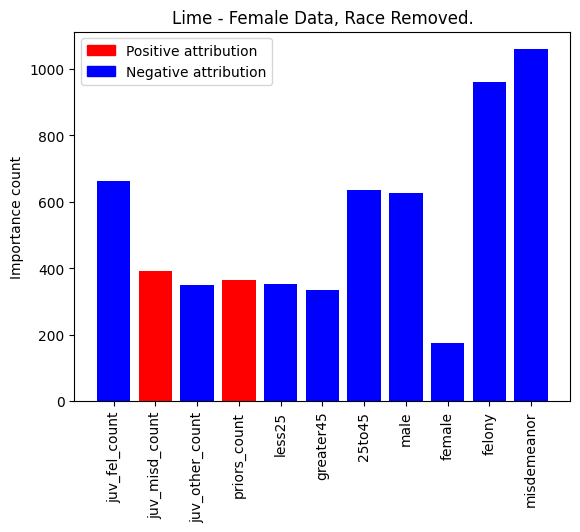 Lime - Female Data, Race Removed.
Positive attribution
Negative attribution
Importance count
1000
800
600
400
200
0
juv_fel_count
juv_misd_count
juv_other_count
priors_count
less25
greater45
25to45
male
female
felony
misdemeanor